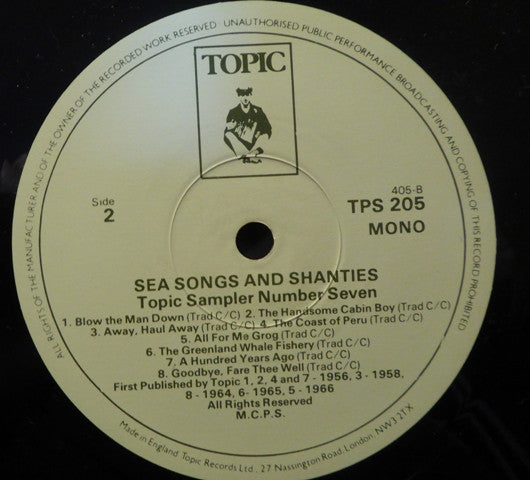 ALL RIGHTS OF THE MANUFACTURER AND OF THE OWNER OF THE RECORDED WORK RESERVED · UNAUTHORISED PUBLIC PERFORMANCE BROADCASTING AND COPYING OF THIS RECORD PROHIBITED
TOPIC
Side
2
405-B
TPS 205
MONO
SEA SONGS AND SHANTIES
Topic Sampler Number Seven
1. Blow the Man Down (Trad C/C) 2. The Handsome Cabin Boy (Trad C/C)
3. Away, Haul Away (Trad C/C) 4. The Coast of Peru (Trad C/C)
5. All For Me Grog (Trad C/C)
6. The Greenland Whale Fishery (Trad C/C)
7. A Hundred Years Ago (Trad C/C)
8. Goodbye, Fare Thee Well (Trad C/C)
First Published by Topic 1, 2, 4 and 7 - 1956, 3 - 1958,
8 - 1964, 6- 1965, 5 - 1966
All Rights Reserved
M.C.P.S.
Made in England, Topic Records Ltd., 27 Nassington Road, London, NW3 2TX